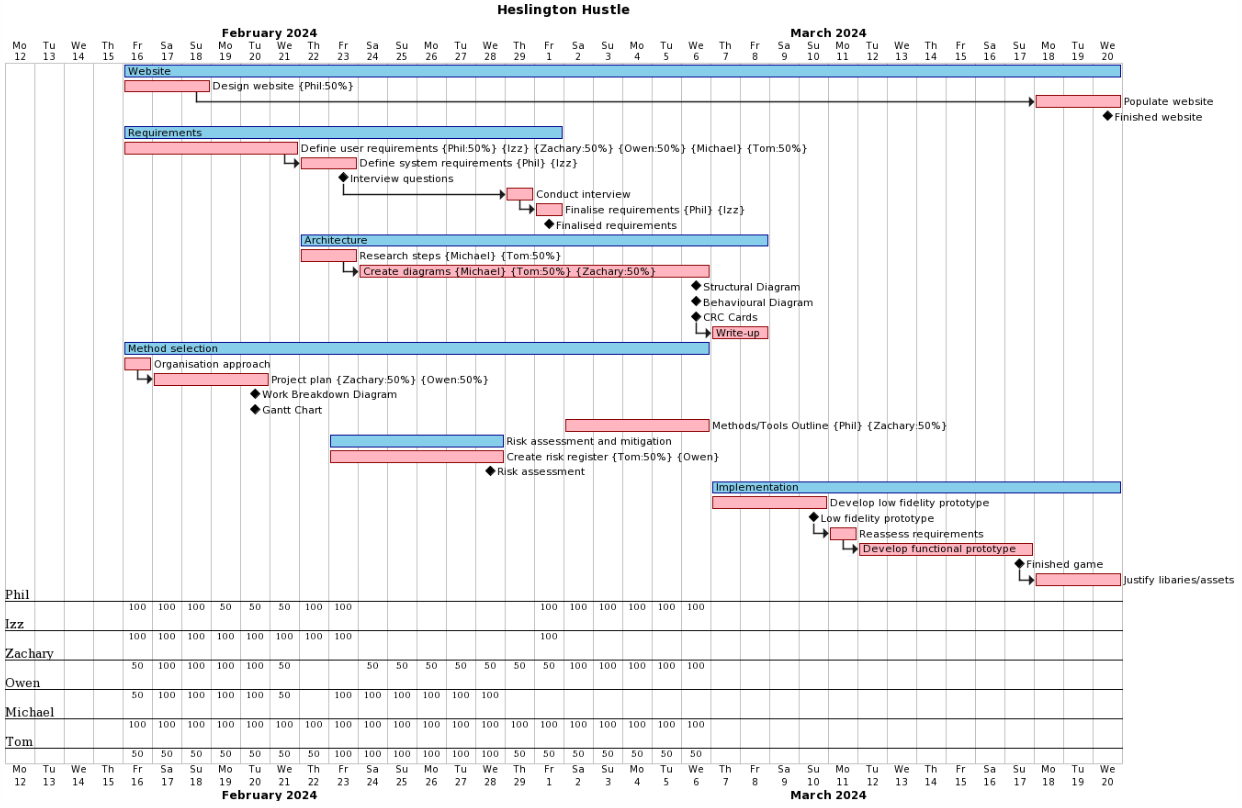 Heslington Hustle
February 2024 March 2024
Mo Tu We Th Fr Sa Su Mo Tu We Th Fr Sa Su Mo Tu We Th Fr Sa Su Mo Tu We Th Fr Sa Su Mo Tu We Th Fr Sa Su Mo Tu We
12 13 14 15 16 17 18 19 20 21 22 23 24 25 26 27 28 29 1 2 3 4 5 6 7 8 9 10 11 12 13 14 15 16 17 18 19 20
Website
Design website {Phil:50%}
Populate website
Finished website
Requirements
Define user requirements {Phil:50%} {Izz} {Zachary:50%} {Owen:50%} {Michael} {Tom:50%}
Define system requirements {Phil} {Izz}
Interview questions
Conduct interview
Finalise requirements {Phil} {Izz}
Finalised requirements
Architecture
Research steps {Michael} {Tom:50%}
Create diagrams {Michael} {Tom:50%} {Zachary:50%}
Structural Diagram
Behavioural Diagram
CRC Cards
Write-up
Method selection
Organisation approach
Project plan {Zachary:50%} {Owen:50%}
Work Breakdown Diagram
Gantt Chart
Methods/Tools Outline {Phil} {Zachary:50%}
Risk assessment and mitigation
Create risk register {Tom:50%} {Owen}
Risk assessment
Implementation
Develop low fidelity prototype
Low fidelity prototype
Reassess requirements
Develop functional prototype
Finished game
Justify libaries/assets
Phil
100 100 100 50 50 50 100 100 100 100 100 100 100 100
Izz
100 100 100 100 100 100 100 100 100
Zachary
50 100 100 100 100 50 50 50 50 50 50 50 50 100 100 100 100 100
Owen
50 100 100 100 100 50 100 100 100 100 100 100
Michael
100 100 100 100 100 100 100 100 100 100 100 100 100 100 100 100 100 100 100 100
Tom
50 50 50 50 50 50 50 100 100 100 100 100 100 50 50 50 50 50 50 50
Mo Tu We Th Fr Sa Su Mo Tu We Th Fr Sa Su Mo Tu We Th Fr Sa Su Mo Tu We Th Fr Sa Su Mo Tu We Th Fr Sa Su Mo Tu We
12 13 14 15 16 17 18 19 20 21 22 23 24 25 26 27 28 29 1 2 3 4 5 6 7 8 9 10 11 12 13 14 15 16 17 18 19 20
February 2024 March 2024